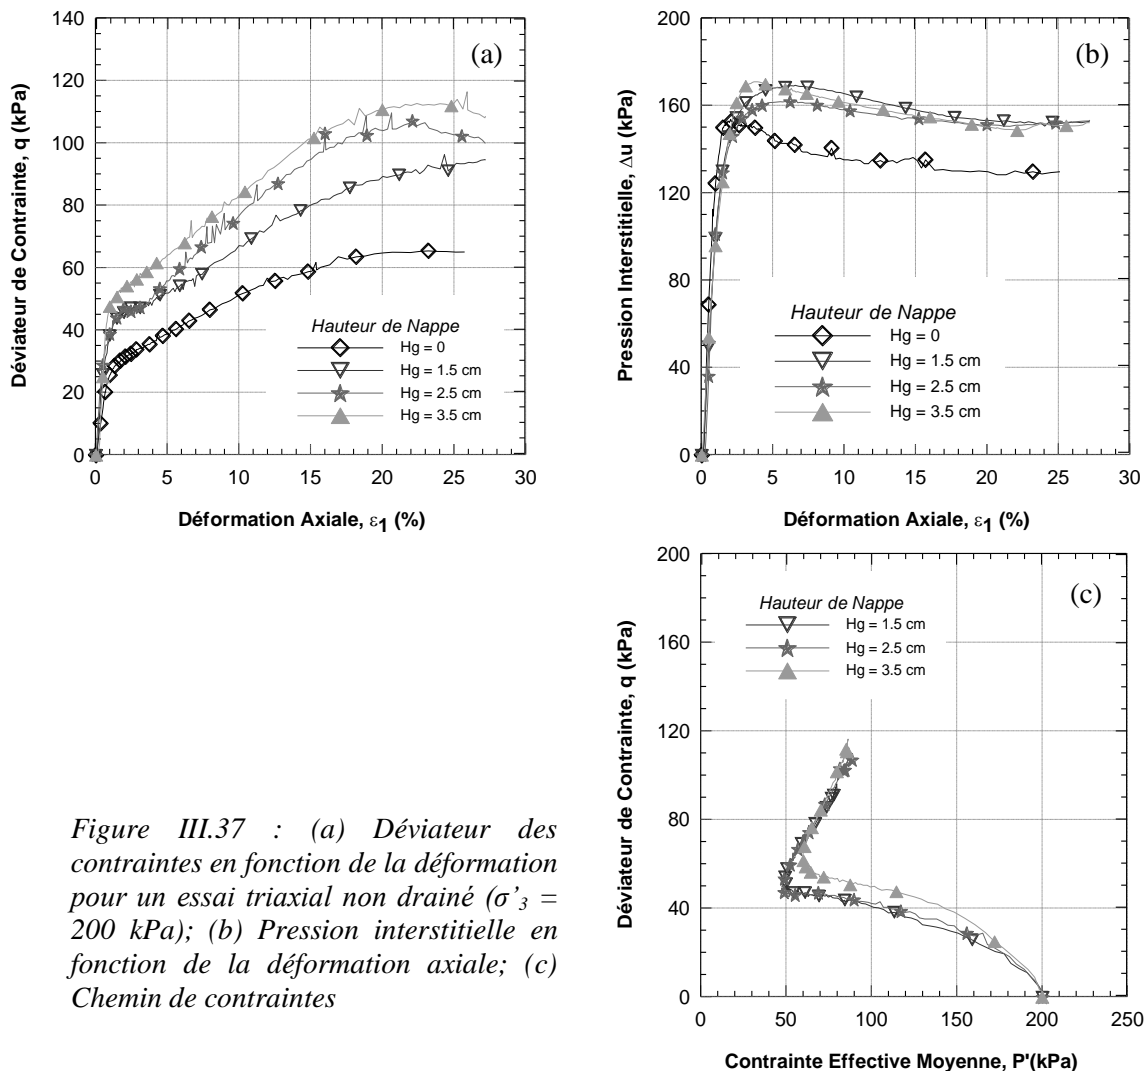 140
120
100
80
60
40
20
0
0 5 10 15 20 25 30
Déviateur de Contrainte, q (kPa)
Déformation Axiale, ε1 (%)
(a)
Hauteur de Nappe
Hg = 0
Hg = 1.5 cm
Hg = 2.5 cm
Hg = 3.5 cm
200
160
120
80
40
0
0 5 10 15 20 25 30
Pression Interstitielle, Δu (kPa)
Déformation Axiale, ε1 (%)
(b)
Hauteur de Nappe
Hg = 0
Hg = 1.5 cm
Hg = 2.5 cm
Hg = 3.5 cm
200
160
120
80
40
0
0 50 100 150 200 250
Déviateur de Contrainte, q (kPa)
Contrainte Effective Moyenne, P'(kPa)
(c)
Hauteur de Nappe
Hg = 1.5 cm
Hg = 2.5 cm
Hg = 3.5 cm
Figure III.37 : (a) Déviateur des
contraintes en fonction de la déformation
pour un essai triaxial non drainé (σ’3 =
200 kPa); (b) Pression interstitielle en
fonction de la déformation axiale; (c)
Chemin de contraintes